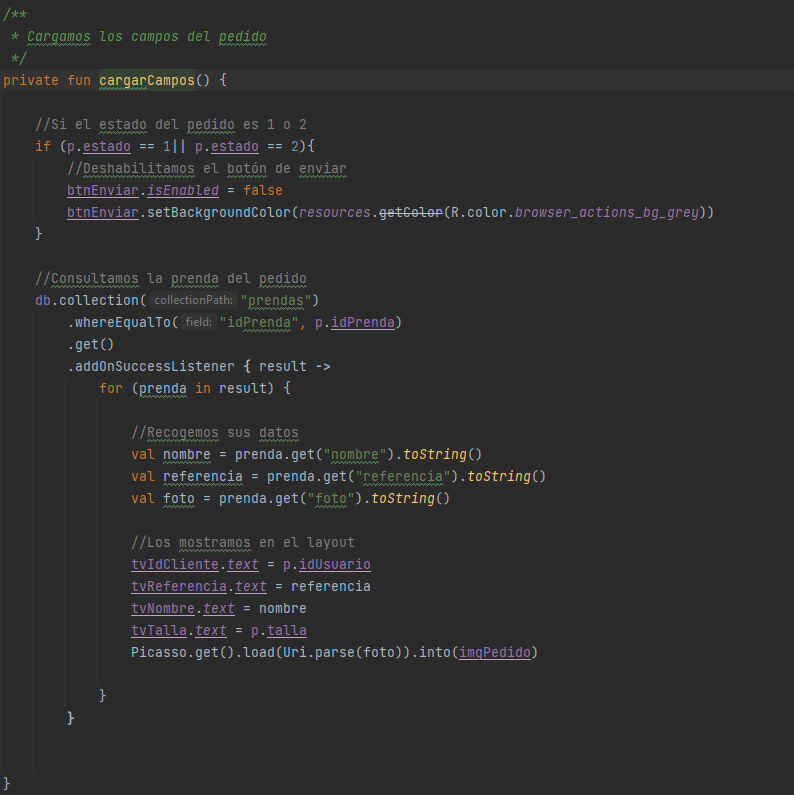 /**
 * Cargamos los campos del pedido
 */
private fun cargarCampos() {
//Si el estado del pedido es 1 o 2
if (p.estado == 1|| p.estado == 2){
//Deshabilitamos el botón de enviar
btnEnviar.isEnabled = false
btnEnviar.setBackgroundColor(resources.getColor(R.color.browser_actions_bg_grey))
}
//Consultamos la prenda del pedido
db.collection( collectionPath: "prendas")
.whereEqualTo( field: "idPrenda", p.idPrenda)
.get()
.addOnSuccessListener { result ->
for (prenda in result) {
//Recogemos sus datos
val nombre = prenda.get("nombre").toString()
val referencia = prenda.get("referencia").toString()
val foto = prenda.get("foto").toString()
//Los mostramos en el layout
tvIdCliente.text = p.idUsuario
tvReferencia.text = referencia
tvNombre.text = nombre
tvTalla.text = p.talla
Picasso.get().load(Uri.parse(foto)).into(imgPedido)
}
}
}